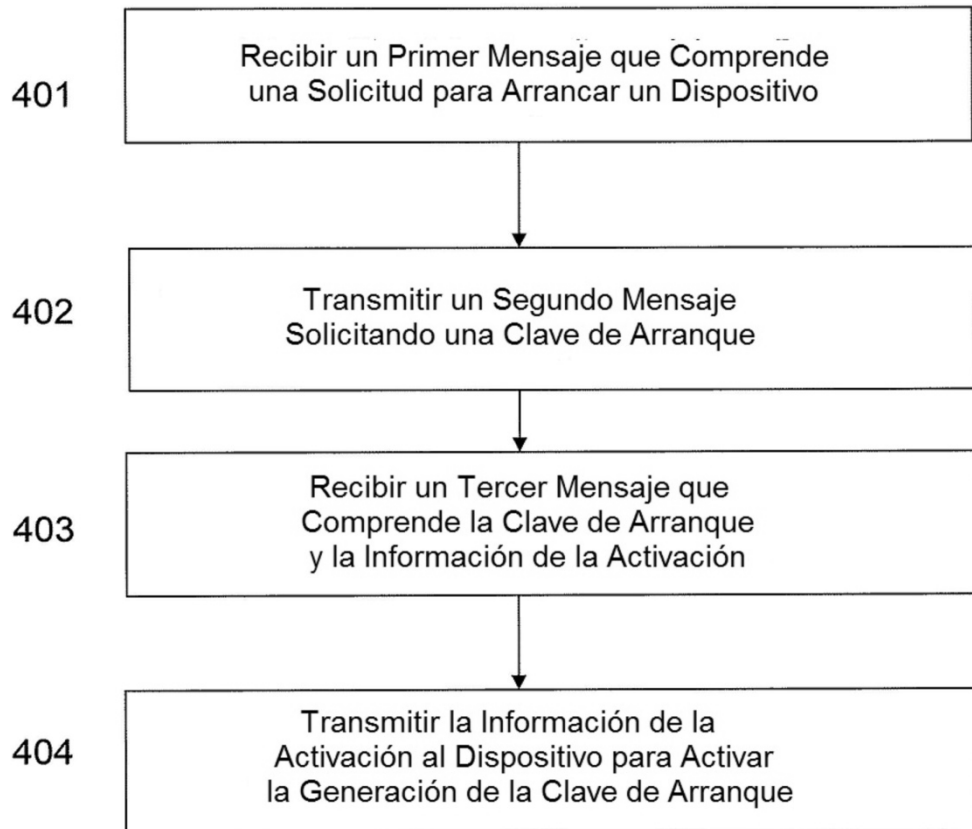 401
Recibir un Primer Mensaje que Comprende
una Solicitud para Arrancar un Dispositivo
402
Transmitir un Segundo Mensaje
Solicitando una Clave de Arranque
403
Recibir un Tercer Mensaje que
Comprende la Clave de Arranque
y la Información de la Activación
404
Transmitir la Información de la
Activación al Dispositivo para Activar
la Generación de la Clave de Arranque